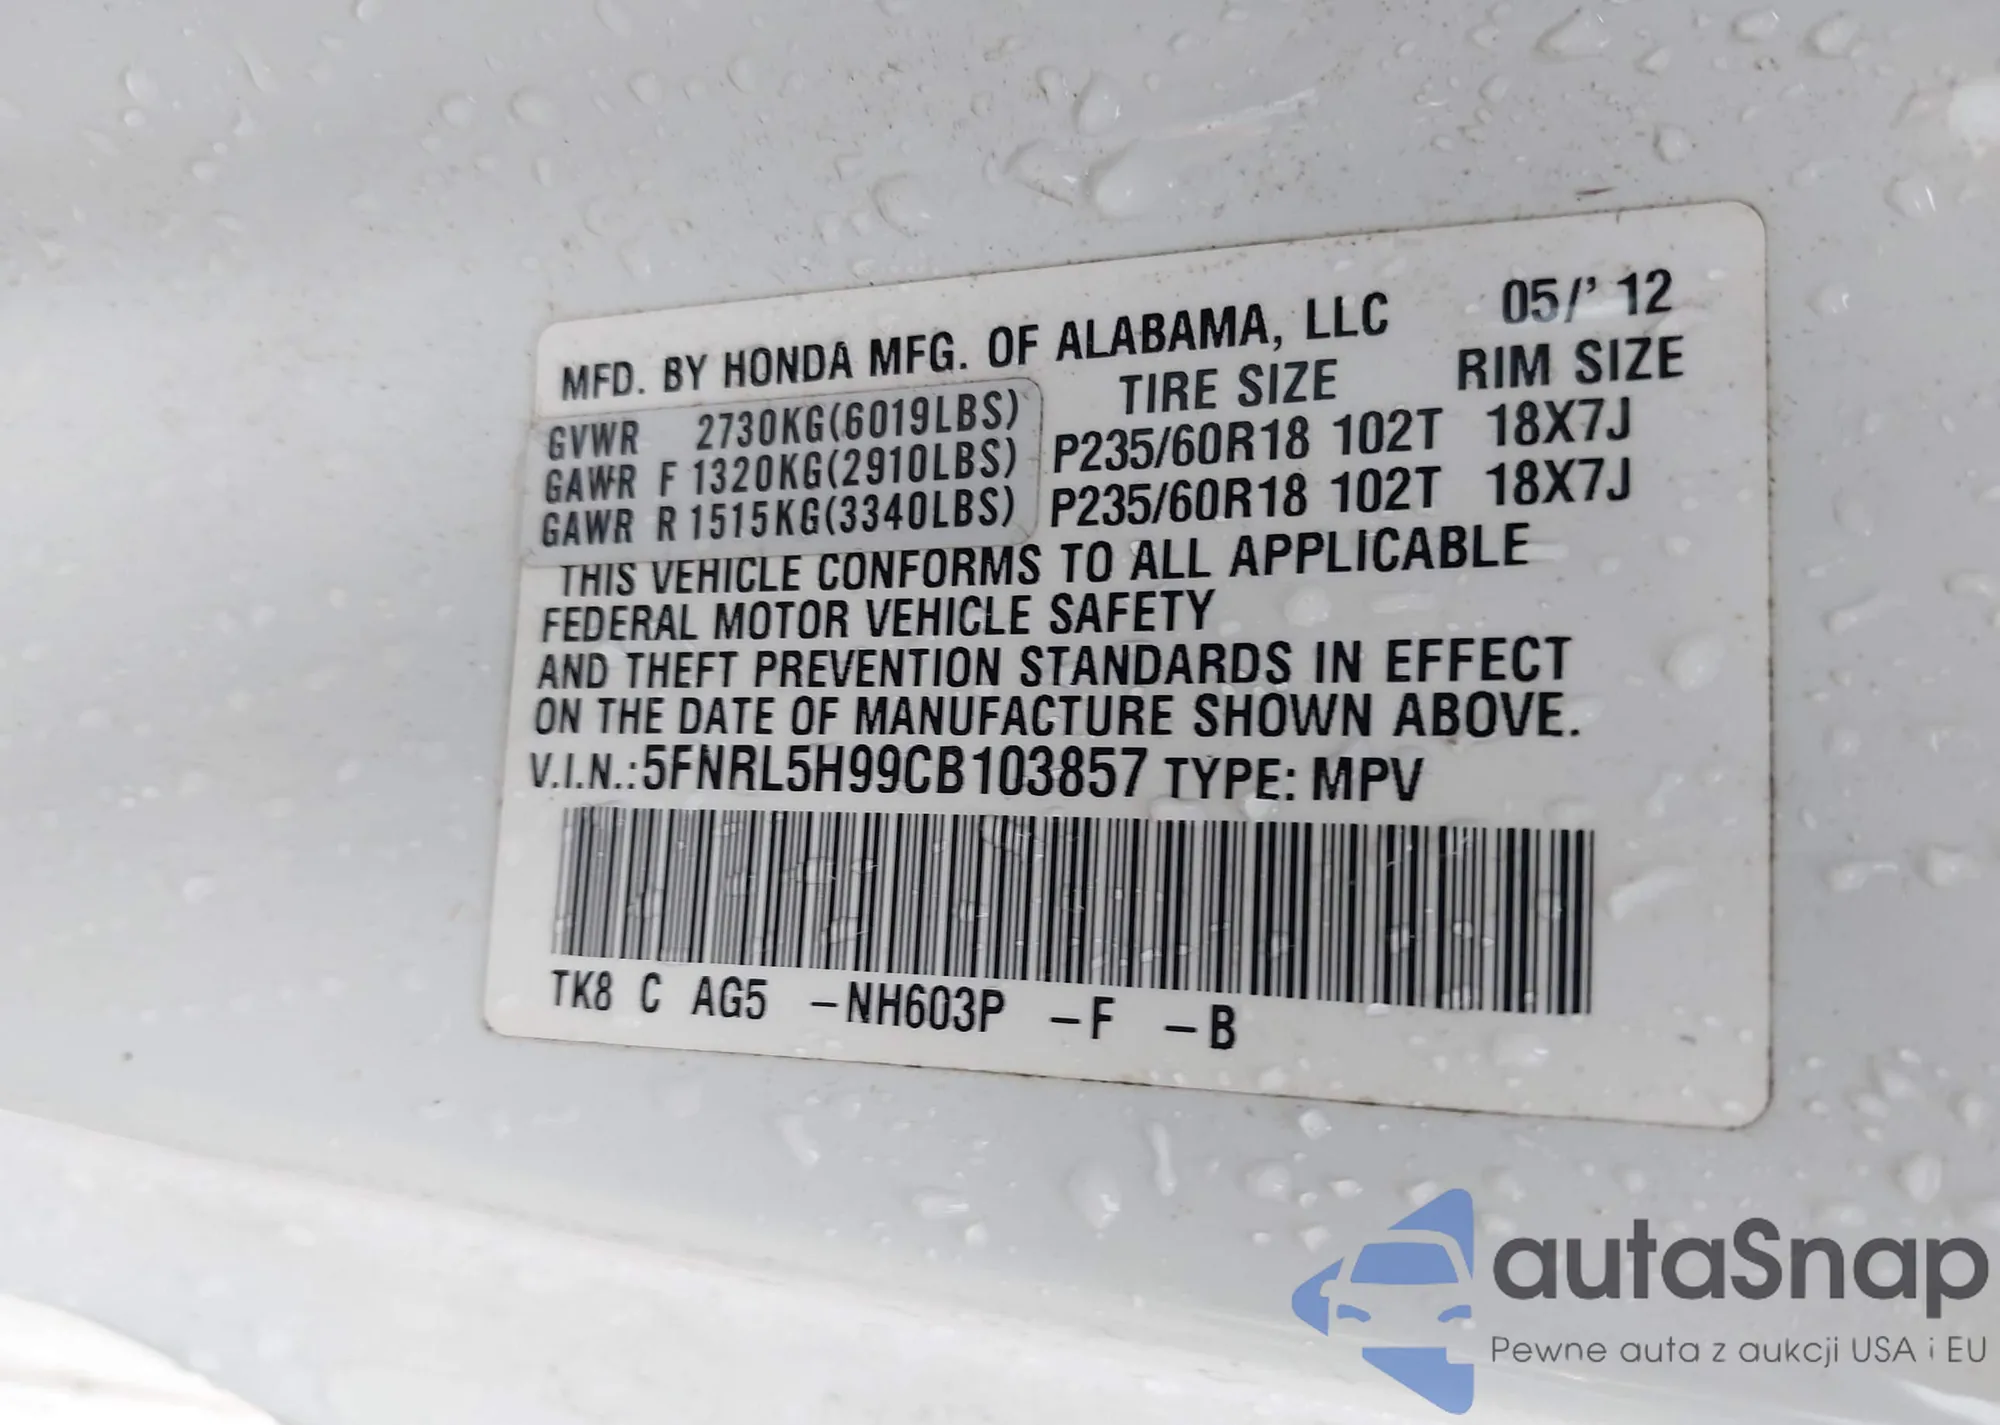 MFD. BY HONDA MFG. OF ALABAMA, LLC 05/' 12
TIRE SIZE RIM SIZE
GVWR 2730KG(6019LBS)
GAWR F 1320KG(2910LBS) P235/60R18 102T 18X7J
GAWR R 1515KG(3340LBS) P235/60R18 102T 18X7J
THIS VEHICLE CONFORMS TO ALL APPLICABLE
FEDERAL MOTOR VEHICLE SAFETY
AND THEFT PREVENTION STANDARDS IN EFFECT
ON THE DATE OF MANUFACTURE SHOWN ABOVE.
V.I.N.:5FNRL5H99CB103857 TYPE: MPV
TK8 C AG5 -NH603P -F -B
autaSnap
Pewne auta z aukcji USA i EU